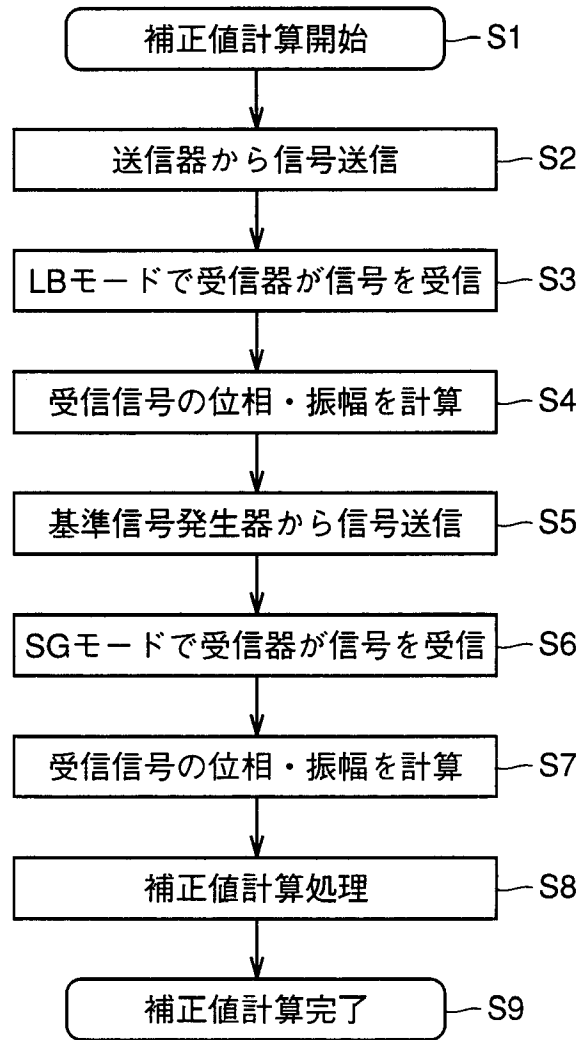 補正値計算開始 S1
送信器から信号送信 S2
LBモードで受信器が信号を受信 S3
受信信号の位相・振幅を計算 S4
基準信号発生器から信号送信 S5
SGモードで受信器が信号を受信 S6
受信信号の位相・振幅を計算 S7
補正値計算処理 S8
補正値計算完了 S9